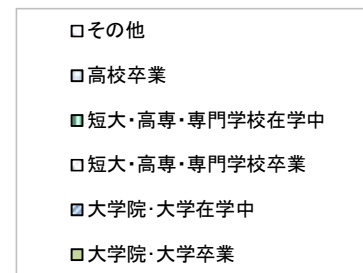 その他
高校卒業
短大・高専・専門学校在学中
短大・高専・専門学校卒業
大学院・大学在学中
大学院・大学卒業